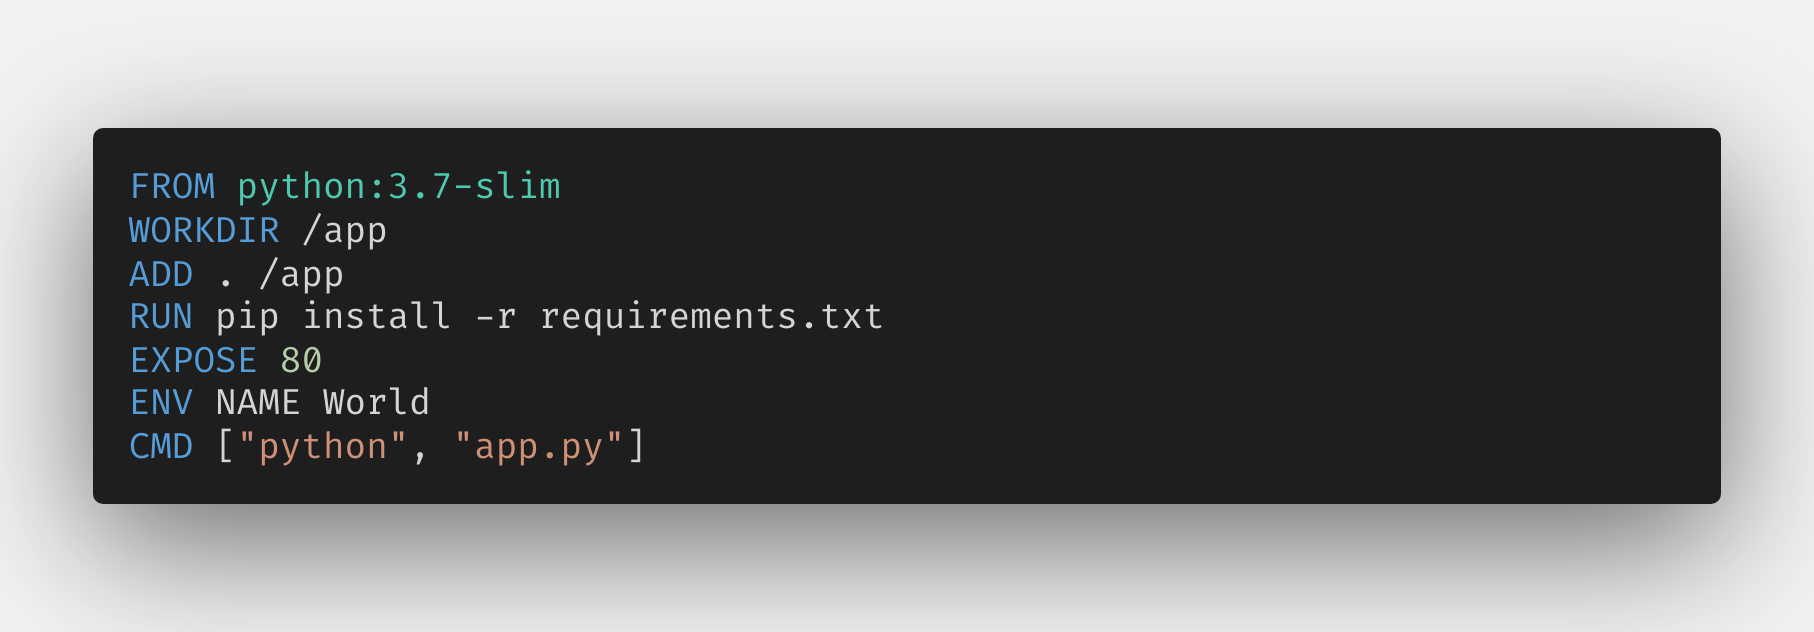 FROM python:3.7-slim
WORKDIR /app
ADD . /app
RUN pip install -r requirements.txt
EXPOSE 80
ENV NAME World
CMD ["python", "app.py"]